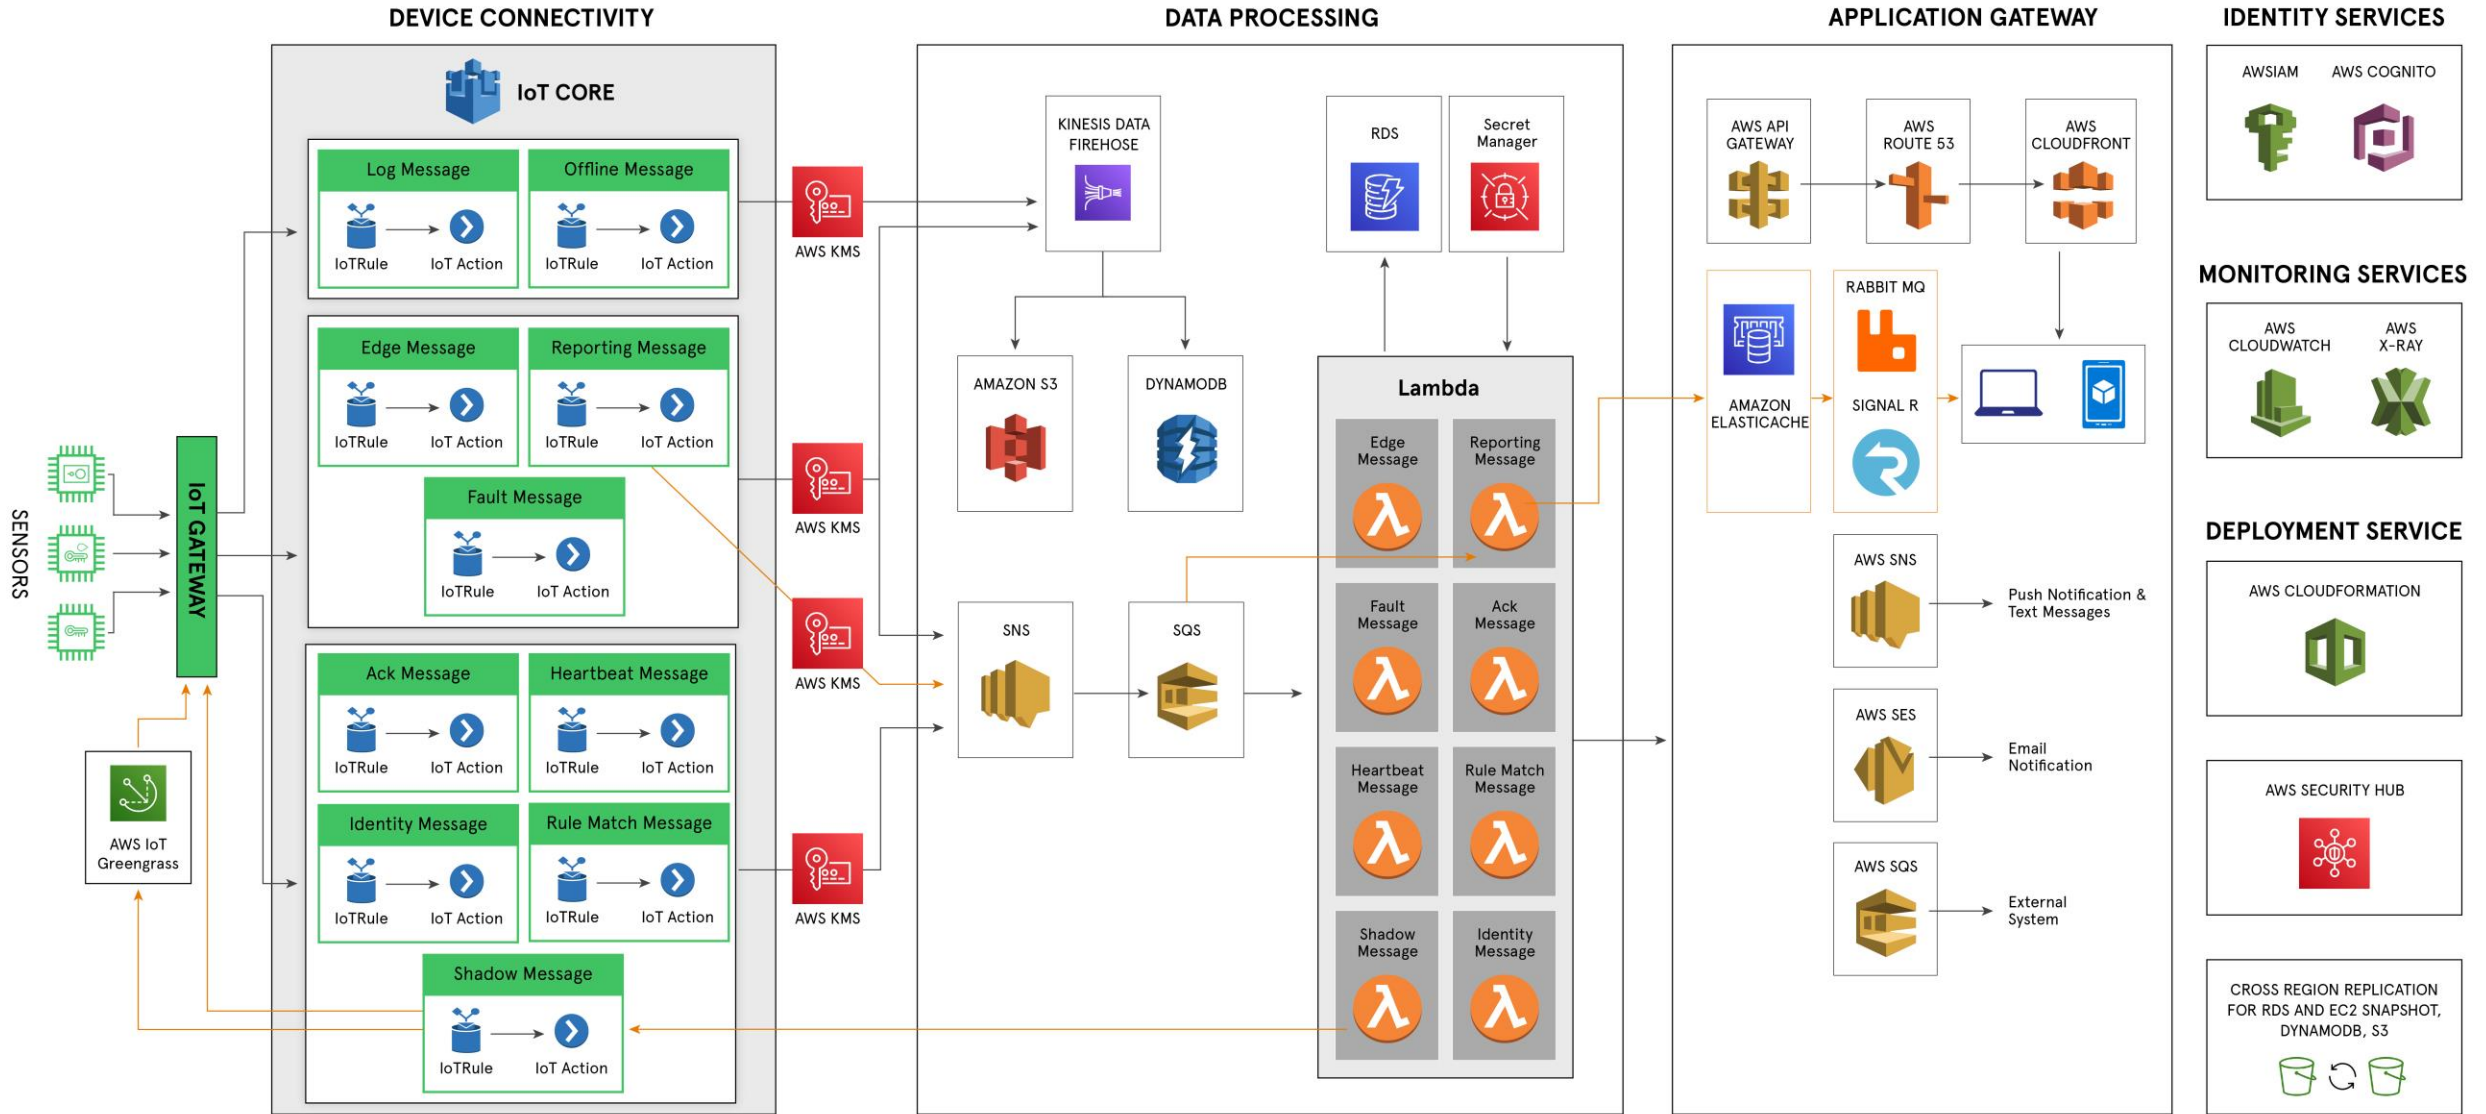 DEVICE CONNECTIVITY
DATA PROCESSING
APPLICATION GATEWAY
IDENTITY SERVICES
SENSORS
IoT GATEWAY
AWS IoT
Greengrass
IoT CORE
Log Message
IoTRule
IoT Action
Offline Message
IoTRule
IoT Action
Edge Message
IoTRule
IoT Action
Reporting Message
IoTRule
IoT Action
Fault Message
IoTRule
IoT Action
Ack Message
IoTRule
IoT Action
Heartbeat Message
IoTRule
IoT Action
Identity Message
IoTRule
IoT Action
Rule Match Message
IoTRule
IoT Action
Shadow Message
IoTRule
IoT Action
AWS KMS
AWS KMS
AWS KMS
AWS KMS
KINESIS DATA
FIREHOSE
AMAZON S3
DYNAMODB
SNS
SQS
RDS
Secret
Manager
Lambda
Edge
Message
Reporting
Message
Fault
Message
Ack
Message
Heartbeat
Message
Rule Match
Message
Shadow
Message
Identity
Message
AWS API
GATEWAY
AWS
ROUTE 53
AWS
CLOUDFRONT
AMAZON
ELASTICACHE
RABBIT MQ
SIGNAL R
AWS SNS
Push Notification &
Text Messages
AWS SES
Email
Notification
AWS SQS
External
System
AWSIAM
AWS COGNITO
MONITORING SERVICES
AWS
CLOUDWATCH
AWS
X-RAY
DEPLOYMENT SERVICE
AWS CLOUDFORMATION
AWS SECURITY HUB
CROSS REGION REPLICATION
FOR RDS AND EC2 SNAPSHOT,
DYNAMODB, S3